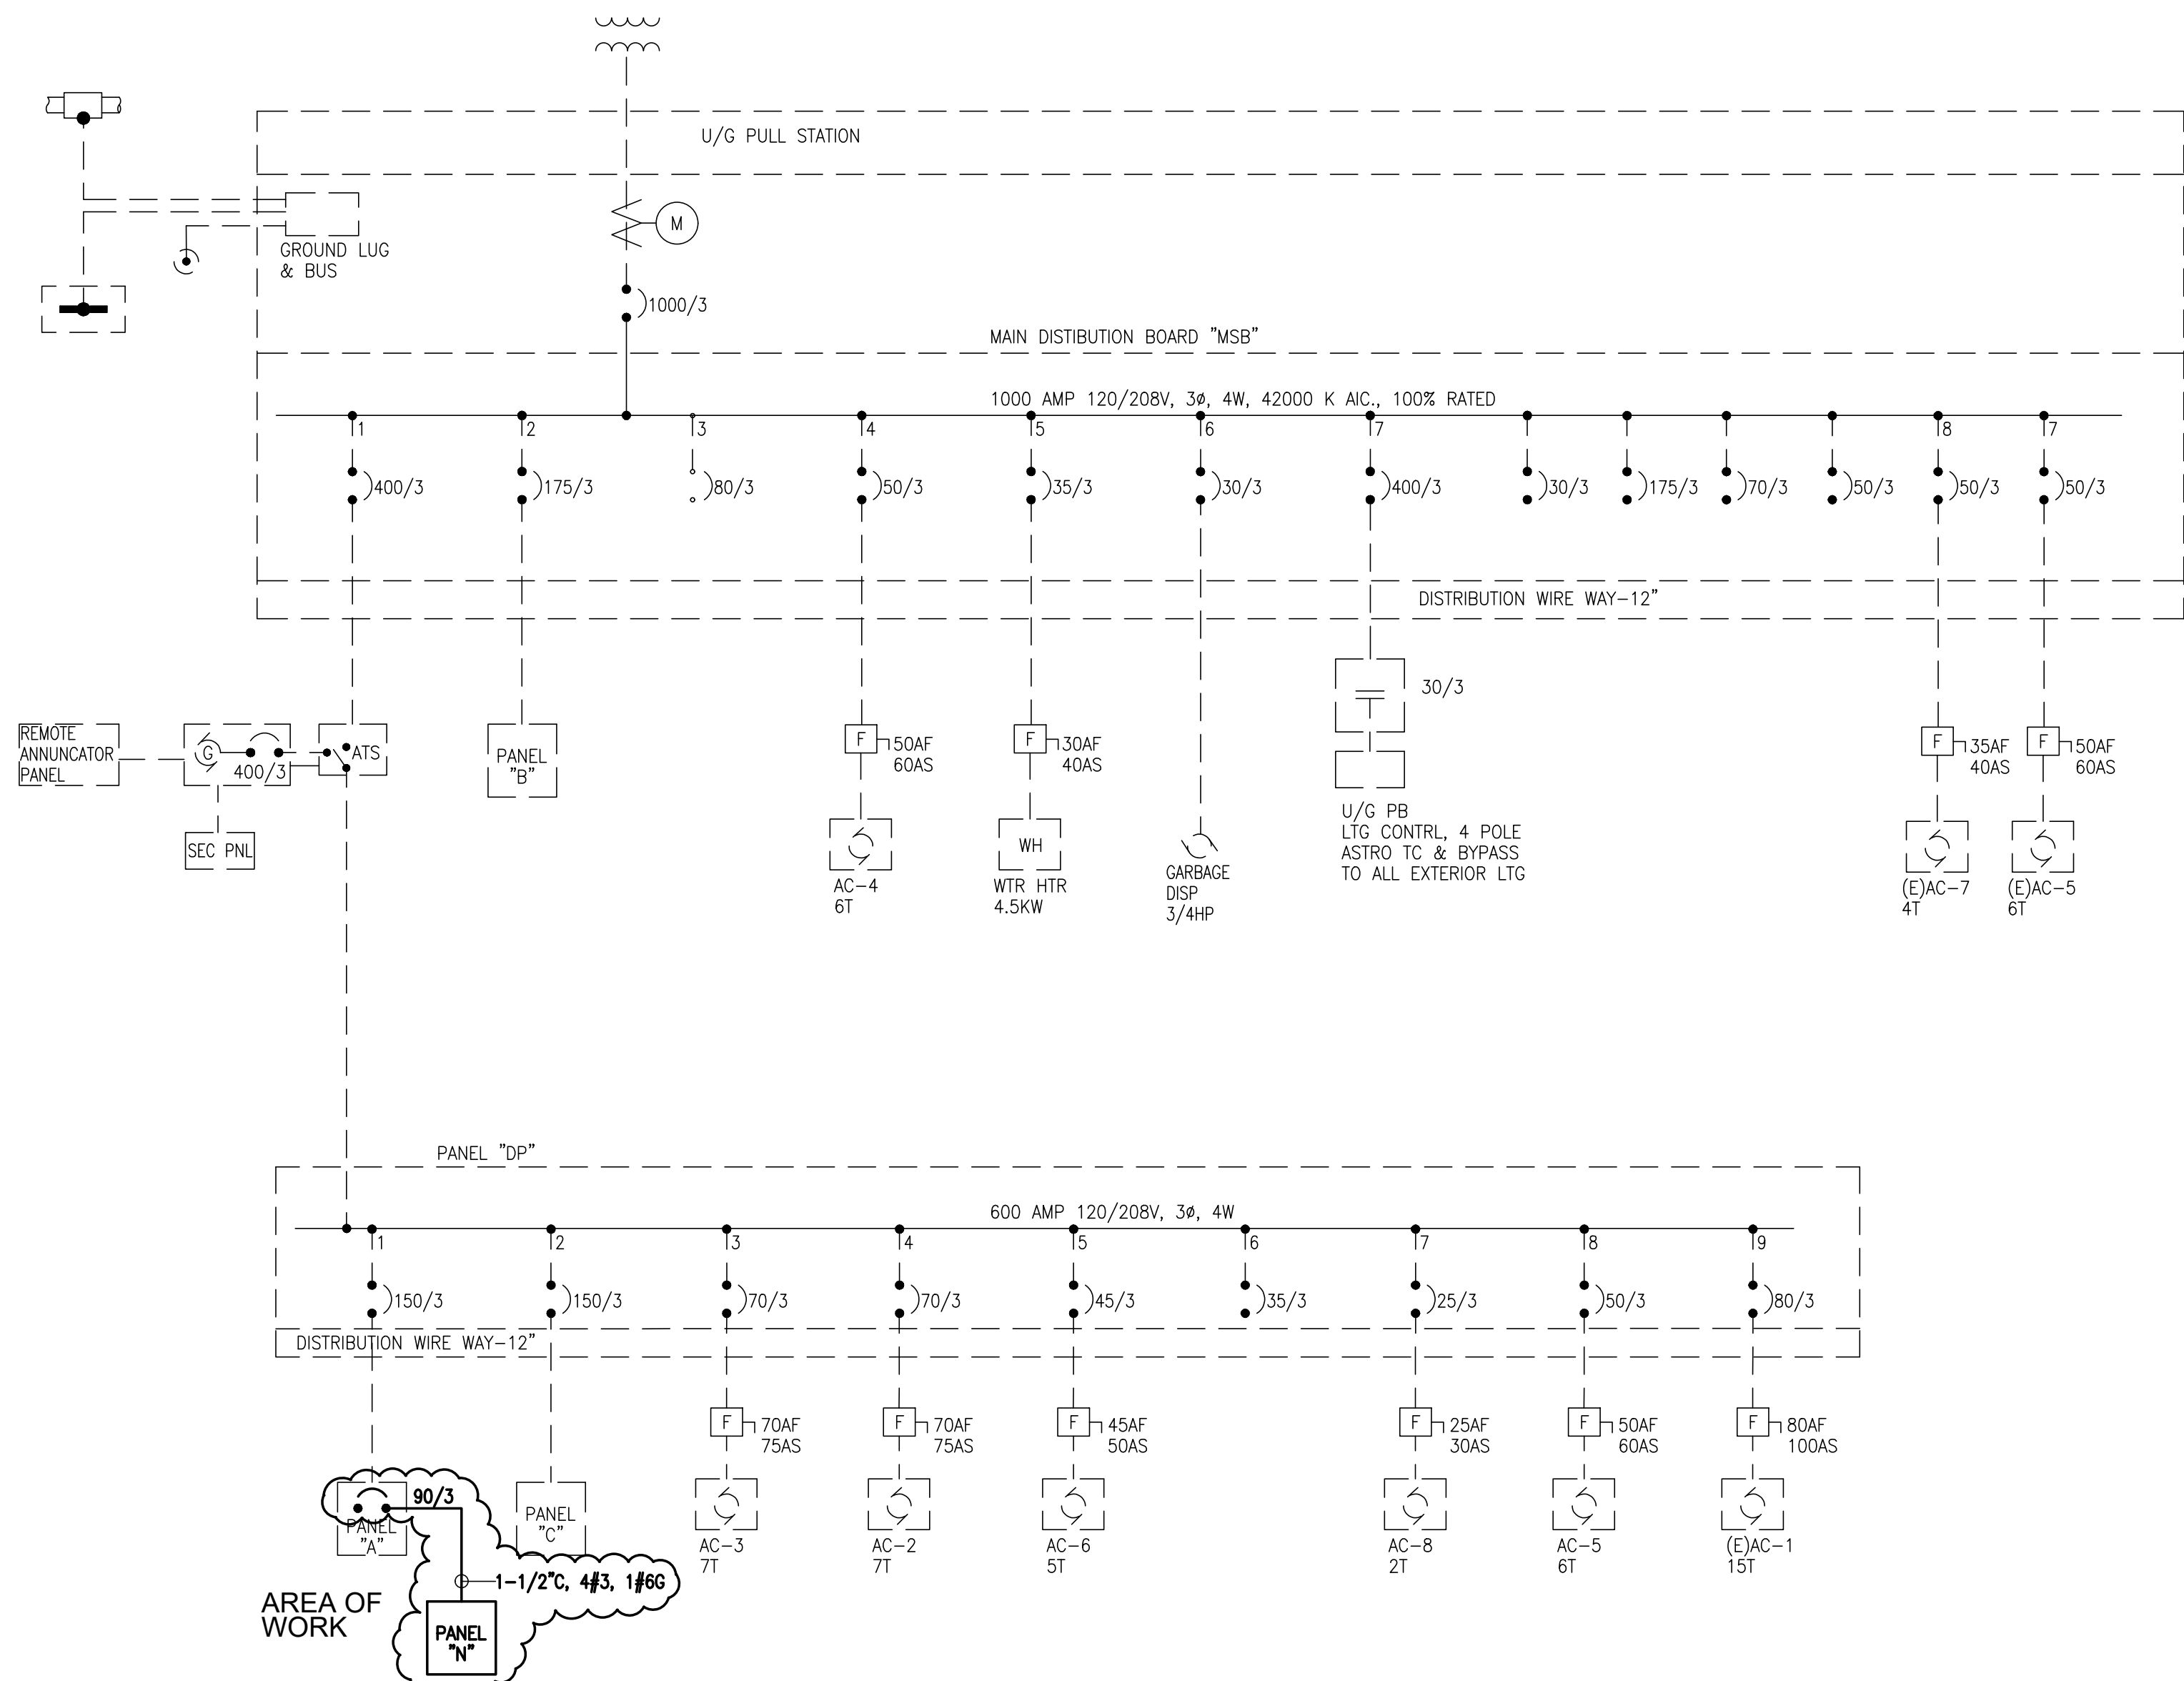 U/G PULL STATION
GROUND LUG
& BUS
M
1000/3
MAIN DISTIBUTION BOARD "MSB"
1000 AMP 120/208V, 3ø, 4W, 42000 K AIC., 100% RATED
1 2 3 4 5 6 7 8 7
400/3 175/3 80/3 50/3 35/3 30/3 400/3 30/3 175/3 70/3 50/3 50/3 50/3
DISTRIBUTION WIRE WAY-12"
REMOTE
ANNUNCATOR
PANEL
G
400/3
ATS
SEC PNL
PANEL
"B"
F
50AF
60AS
AC-4
6T
F
30AF
40AS
WH
WTR HTR
4.5KW
GARBAGE
DISP
3/4HP
30/3
U/G PB
LTG CONTRL, 4 POLE
ASTRO TC & BYPASS
TO ALL EXTERIOR LTG
F
35AF
40AS
(E)AC-7
4T
F
50AF
60AS
(E)AC-5
6T
PANEL "DP"
600 AMP 120/208V, 3ø, 4W
1 2 3 4 5 6 7 8 9
150/3 150/3 70/3 70/3 45/3 35/3 25/3 50/3 80/3
DISTRIBUTION WIRE WAY-12"
90/3
PANEL
"A"
PANEL
"C"
F
70AF
75AS
AC-3
7T
F
70AF
75AS
AC-2
7T
F
45AF
50AS
AC-6
5T
F
25AF
30AS
AC-8
2T
F
50AF
60AS
AC-5
6T
F
80AF
100AS
(E)AC-1
15T
1-1/2"C, 4#3, 1#6G
AREA OF
WORK
PANEL
"N"